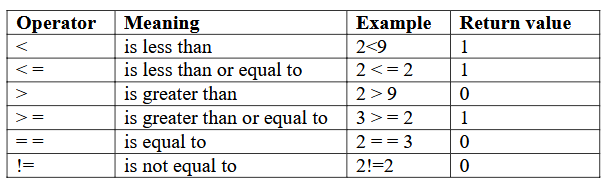 Operator Meaning Example Return value
< is less than 2<9 1
< = is less than or equal to 2 < = 2 1
> is greater than 2 > 9 0
> = is greater than or equal to 3 > = 2 1
= = is equal to 2 = = 3 0
!= is not equal to 2!=2 0